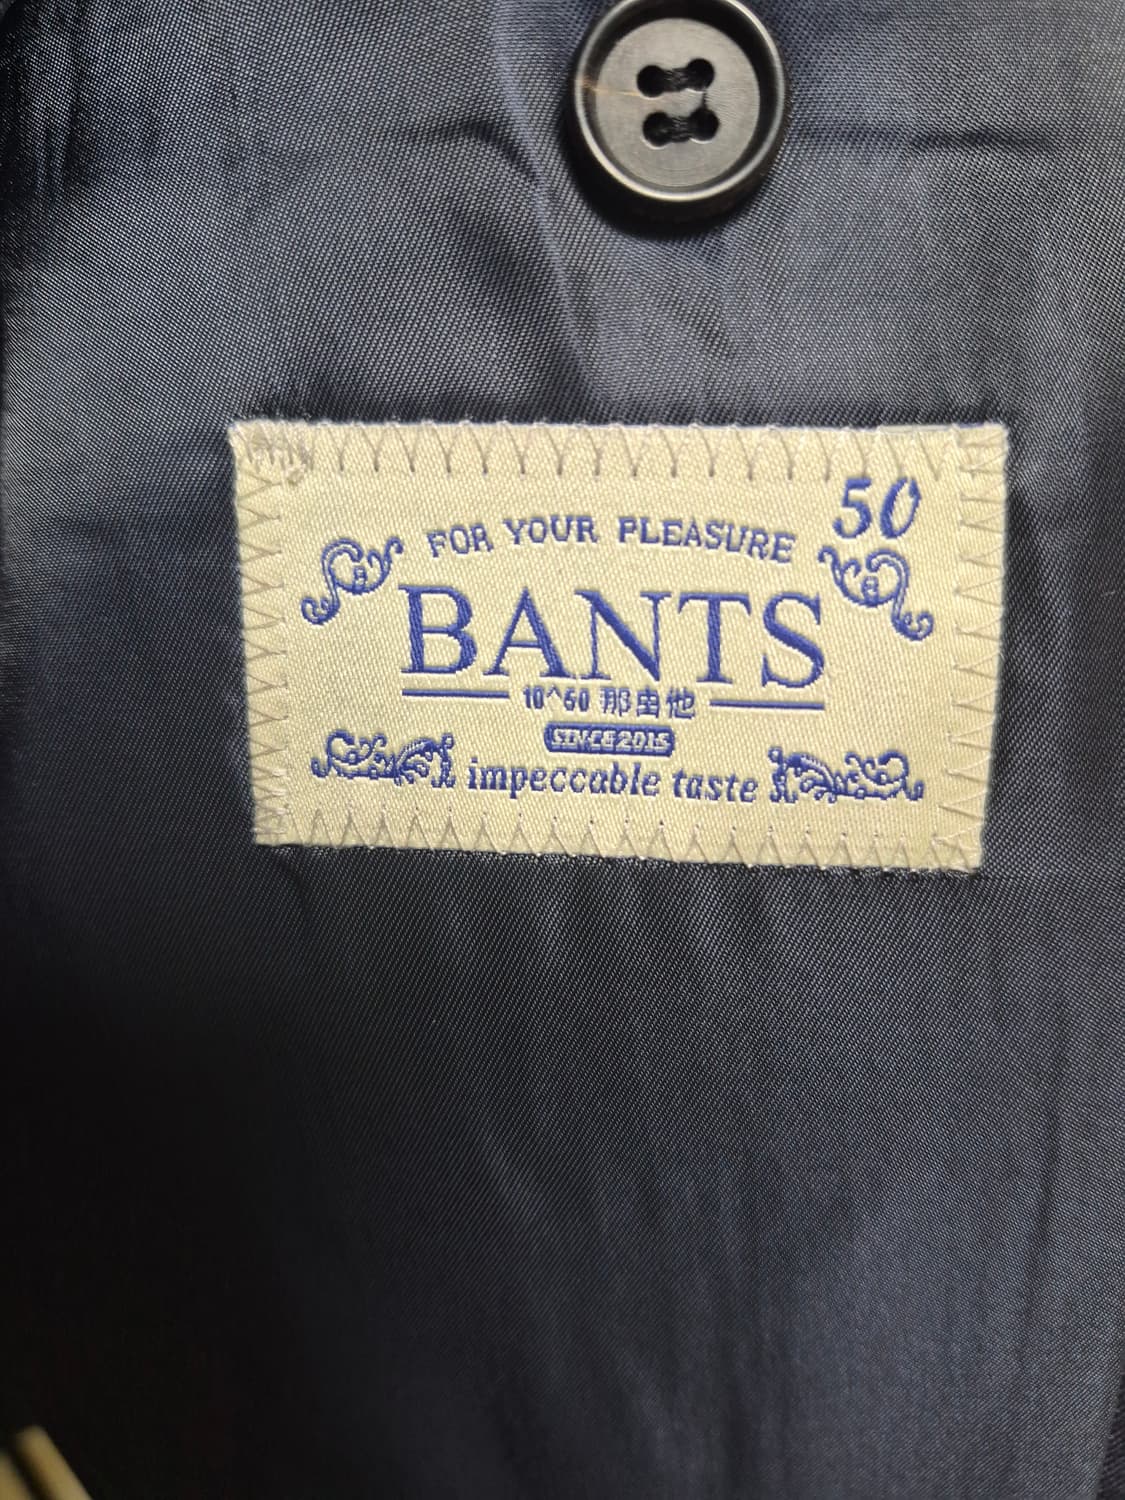 50
FOR YOUR PLEASURE
BANTS
10^60 那由他
SINCE 2015
impeccable taste